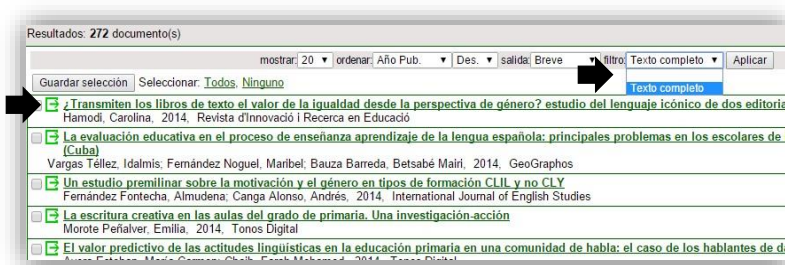 Resultados: 272 documento(s)
mostrar: 20 ordenar: Año Pub. Des. salida: Breve filtro: Texto completo Aplicar
Guardar selección Seleccionar: Todos, Ninguno Texto completo
¿Transmiten los libros de texto el valor de la igualdad desde la perspectiva de género? estudio del lenguaje icónico de dos editoria
Hamodi, Carolina, 2014, Revista d'Innovació i Recerca en Educació
La evaluación educativa en el proceso de enseñanza aprendizaje de la lengua española: principales problemas en los escolares de
(Cuba)
Vargas Téllez, Idalmis; Fernández Noguel, Maribel; Bauza Barreda, Betsabé Mairi, 2014, GeoGraphos
Un estudio premilinar sobre la motivación y el género en tipos de formación CLIL y no CLY
Fernández Fontecha, Almudena; Canga Alonso, Andrés, 2014, International Journal of English Studies
La escritura creativa en las aulas del grado de primaria. Una investigación-acción
Morote Peñalver, Emilia, 2014, Tonos Digital
El valor predictivo de las actitudes lingüísticas en la educación primaria en una comunidad de habla: el caso de los hablantes de
2014, Tonos Digital